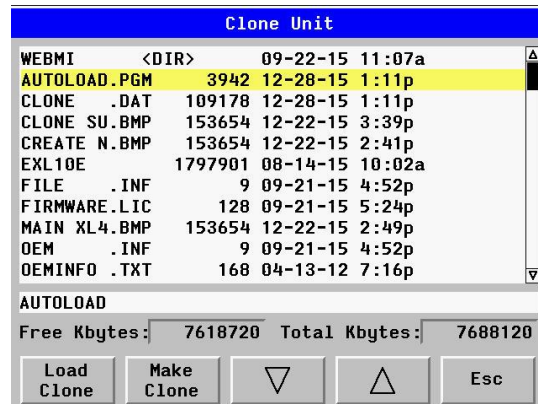 Clone Unit
WEBMI <DIR> 09-22-15 11:07a
AUTOLOAD.PGM 3942 12-28-15 1:11p
CLONE .DAT 109178 12-28-15 1:11p
CLONE SU.BMP 153654 12-22-15 3:39p
CREATE N.BMP 153654 12-22-15 2:41p
EXL10E 1797901 08-14-15 10:02a
FILE .INF 9 09-21-15 4:52p
FIRMWARE.LIC 128 09-21-15 5:24p
MAIN XL4.BMP 153654 12-22-15 2:49p
OEM .INF 9 09-21-15 4:52p
OEMINFO .TXT 168 04-13-12 7:16p
AUTOLOAD
Free Kbytes: 7618720 Total Kbytes: 7688120
Load Clone
Make Clone
Esc